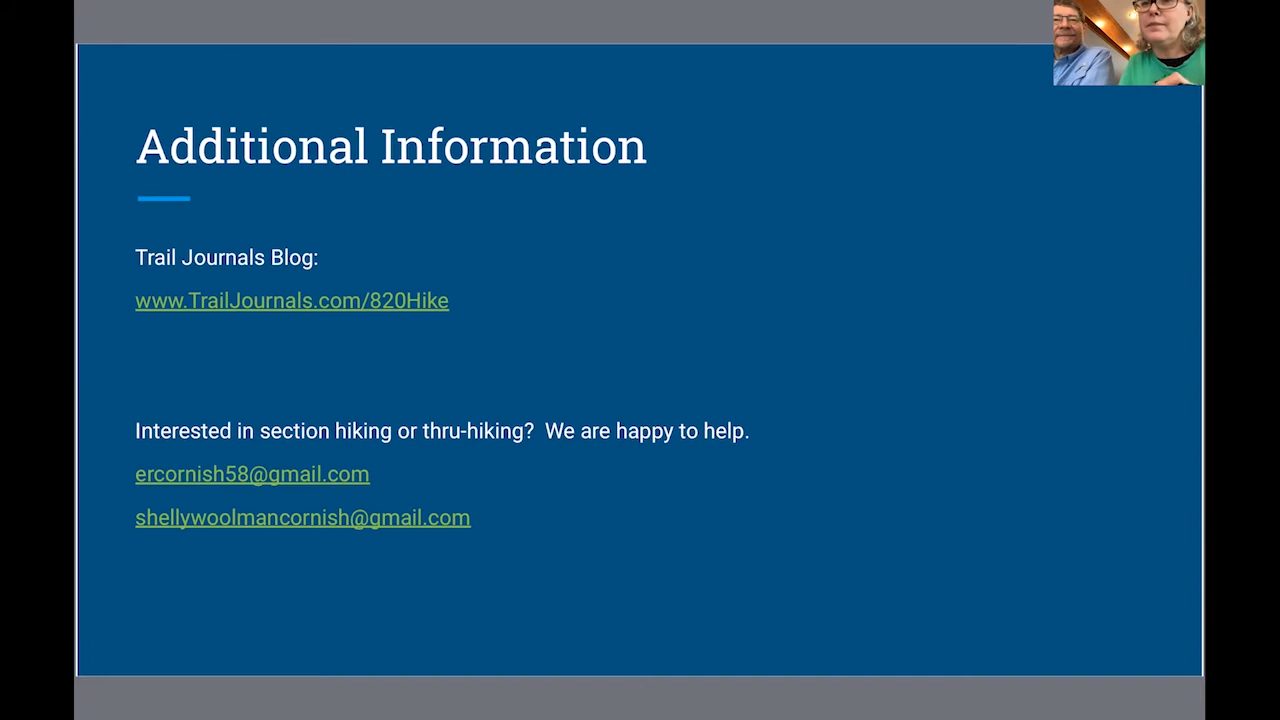 Additional Information
Trail Journals Blog:
www.TrailJournals.com/820Hike
Interested in section hiking or thru-hiking?  We are happy to help.
ercornish58@gmail.com
shellywoolmancornish@gmail.com